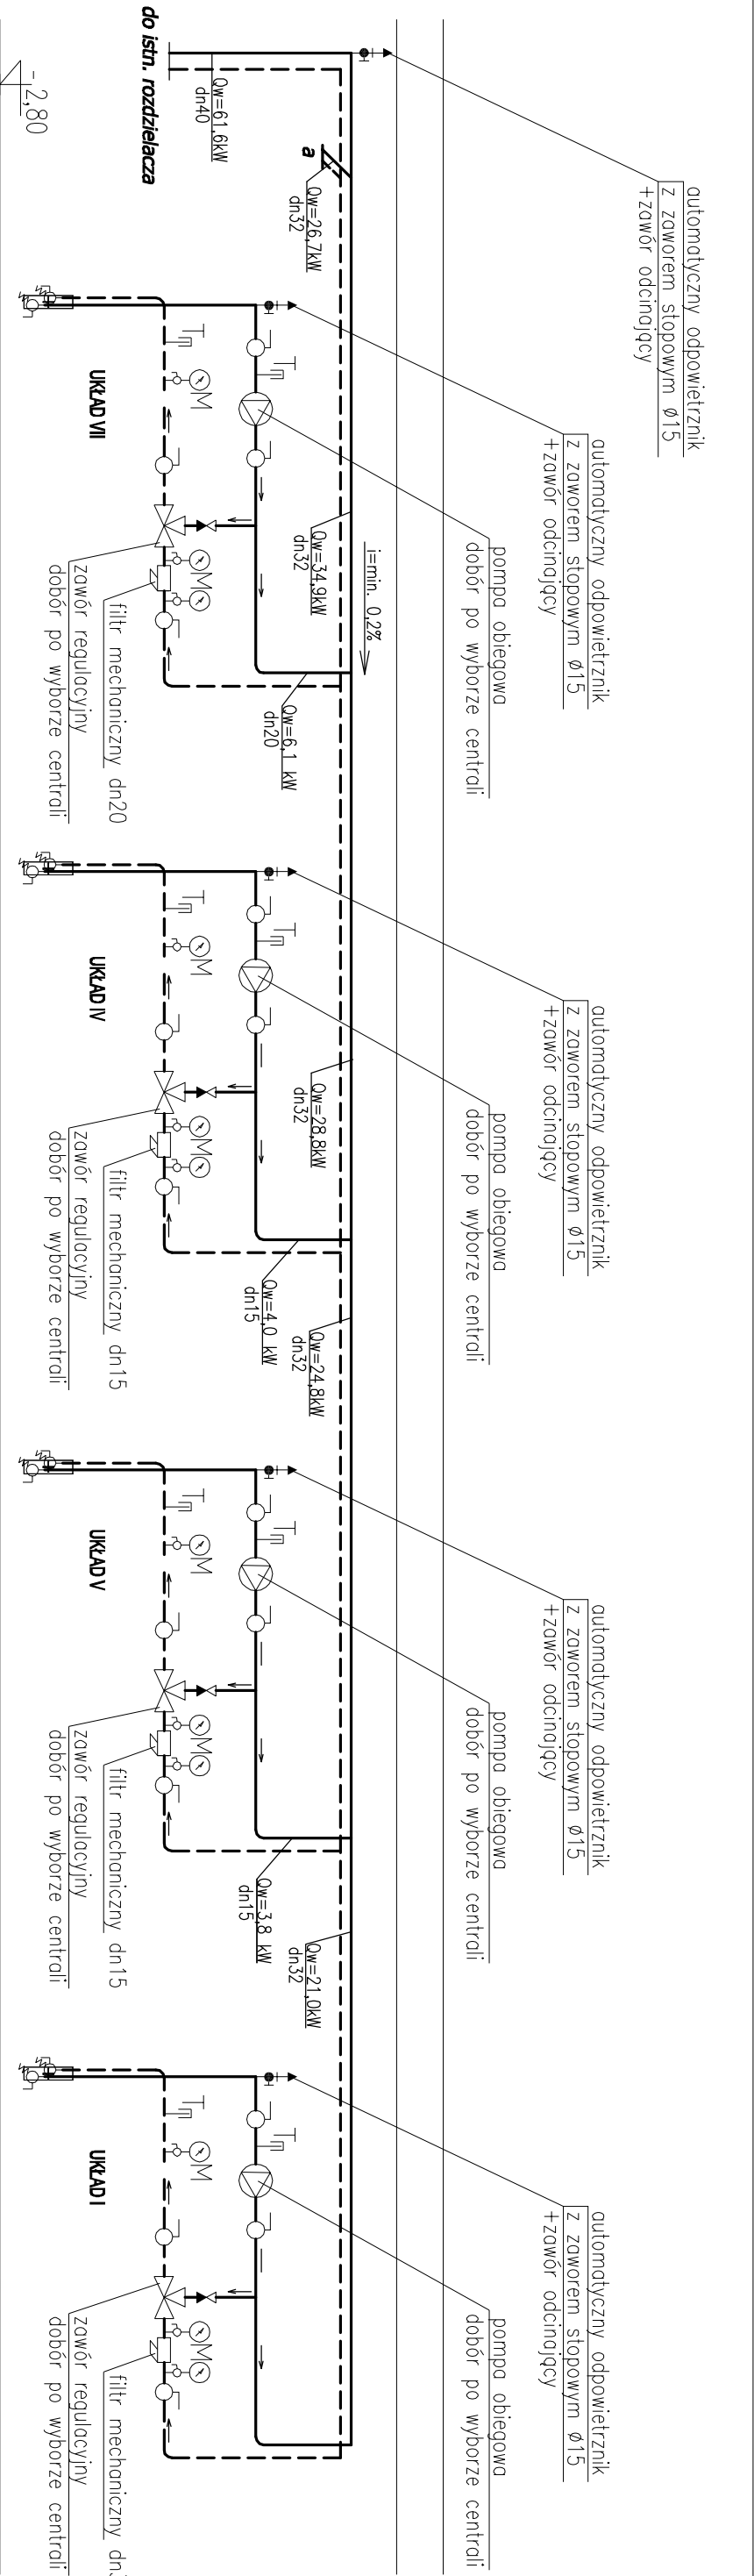 automatyczny odpowietrznik
z zaworem stopowym ø15
+zawór odcinający
automatyczny odpowietrznik
z zaworem stopowym ø15
+zawór odcinający
automatyczny odpowietrznik
z zaworem stopowym ø15
+zawór odcinający
automatyczny odpowietrznik
z zaworem stopowym ø15
+zawór odcinający
automatyczny odpowietrznik
z zaworem stopowym ø15
+zawór odcinający
pompa obiegowa
dobór po wyborze centrali
pompa obiegowa
dobór po wyborze centrali
pompa obiegowa
dobór po wyborze centrali
pompa obiegowa
dobór po wyborze centrali
i=min. 0,2%
a
Qw=26,7kW
dn32
Qw=34,9kW
dn32
Qw=28,8kW
dn32
Qw=24,8kW
dn32
Qw=21,0kW
dn32
Qw=61,6kW
dn40
Qw=6,1 kW
dn20
Qw=4,0 kW
dn15
Qw=3,8 kW
dn15
do istn. rozdzielacza
M
M
M
M
M
M
M
M
UKŁAD VII
filtr mechaniczny dn20
zawór regulacyjny
dobór po wyborze centrali
UKŁAD IV
filtr mechaniczny dn15
zawór regulacyjny
dobór po wyborze centrali
UKŁAD V
filtr mechaniczny dn15
zawór regulacyjny
dobór po wyborze centrali
UKŁAD I
filtr mechaniczny
zawór regulacyjny
dobór po wyborze centrali
-2,80